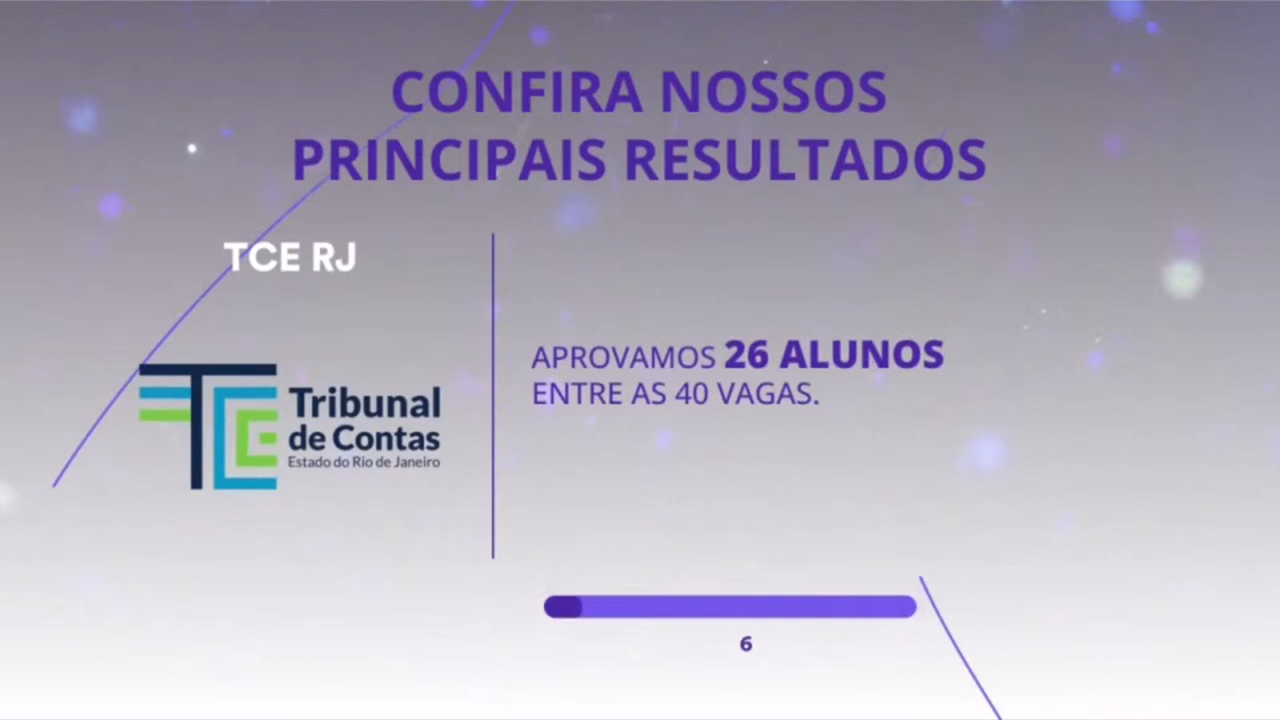 CONFIRA NOSSOS
PRINCIPAIS RESULTADOS
TCE RJ
TCE Tribunal
de Contas
Estado do Rio de Janeiro
APROVAMOS 26 ALUNOS
ENTRE AS 40 VAGAS.
6